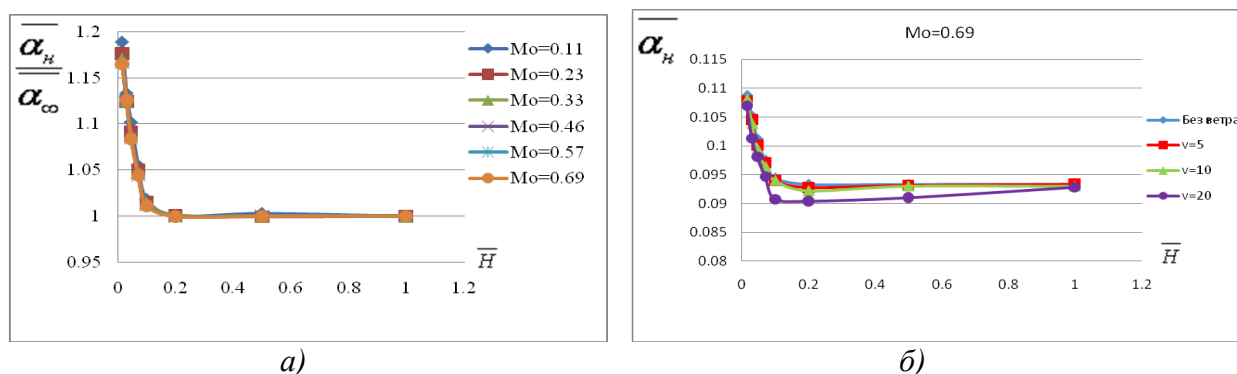 α_н
α_∞
1.2
1.15
1.1
1.05
1
0.95
0 0.2 0.4 0.6 0.8 1 1.2
H
Mo=0.11
Mo=0.23
Mo=0.33
Mo=0.46
Mo=0.57
Mo=0.69
а)
α_н
Mo=0.69
0.115
0.11
0.105
0.1
0.095
0.09
0.085
0.08
0 0.2 0.4 0.6 0.8 1 1.2
H
Без ветра
v=5
v=10
v=20
б)